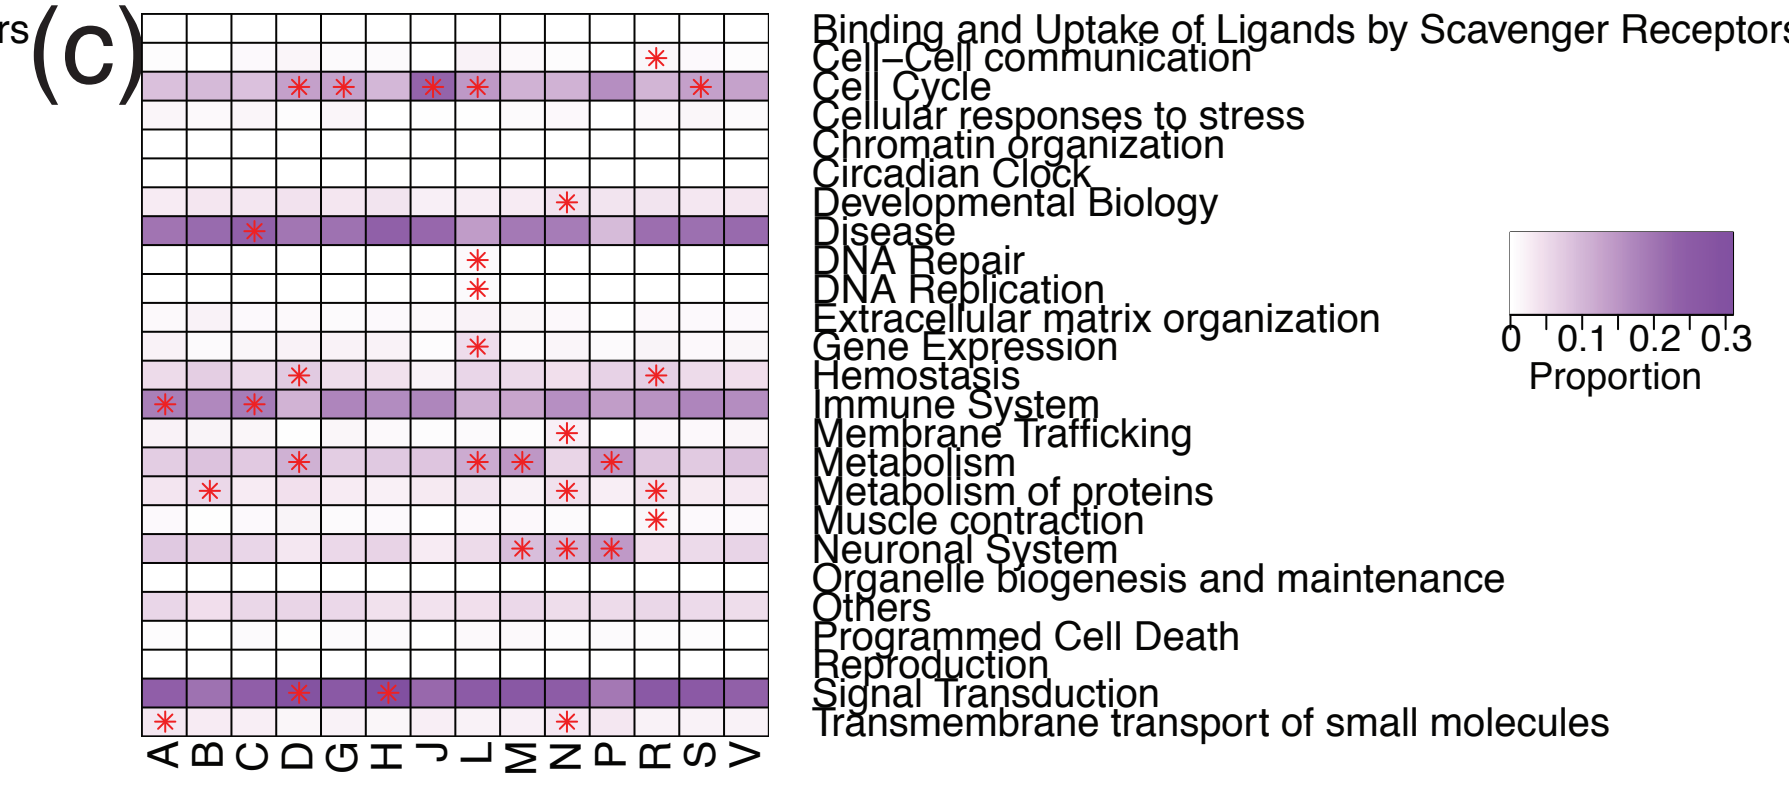 rs
(c)
Binding and Uptake of Ligands by Scavenger Receptors
Cell–Cell communication
Cell Cycle
Cellular responses to stress
Chromatin organization
Circadian Clock
Developmental Biology
Disease
DNA Repair
DNA Replication
Extracellular matrix organization
Gene Expression
Hemostasis
Immune System
Membrane Trafficking
Metabolism
Metabolism of proteins
Muscle contraction
Neuronal System
Organelle biogenesis and maintenance
Others
Programmed Cell Death
Reproduction
Signal Transduction
Transmembrane transport of small molecules
A B C D G H J L M N P R S V
0 0.1 0.2 0.3
Proportion